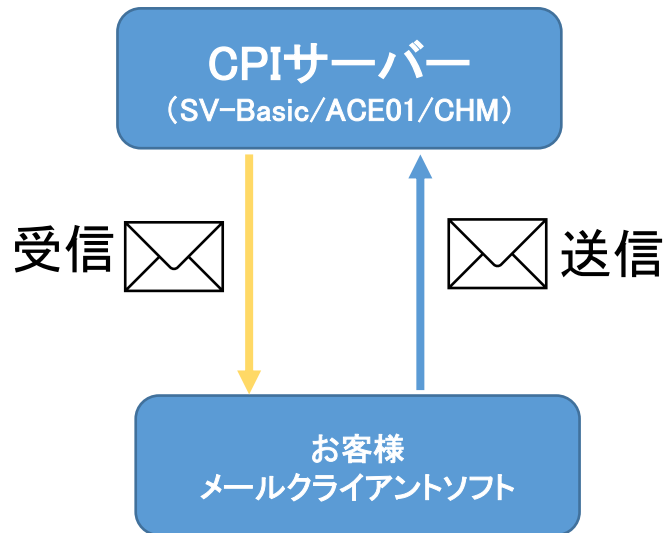 CPIサーバー
(SV-Basic/ACE01/CHM)
受信
送信
お客様
メールクライアントソフト